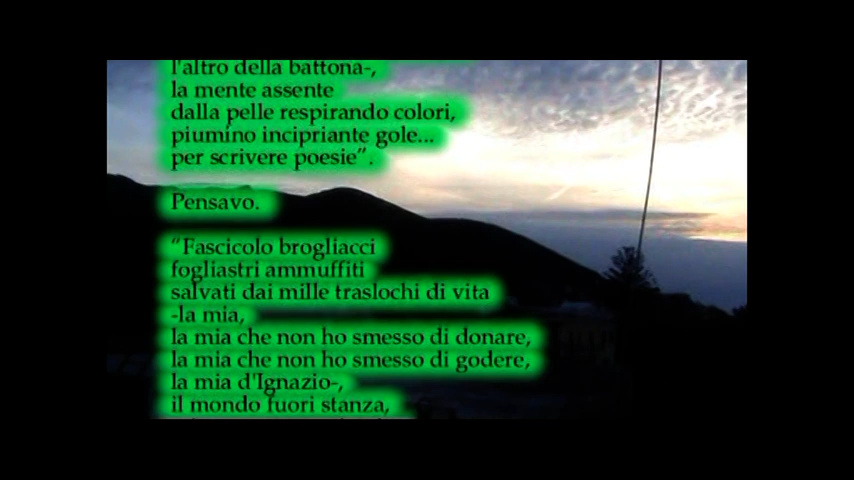 l'altro della battona-,
la mente assente
dalla pelle respirando colori,
piumino incipriante gole...
per scrivere poesie”.
Pensavo.
“Fascicolo brogliacci
fogliastri ammuffiti
salvati dai mille traslochi di vita
-la mia,
la mia che non ho smesso di donare,
la mia che non ho smesso di godere,
la mia d'Ignazio-,
il mondo fuori stanza,